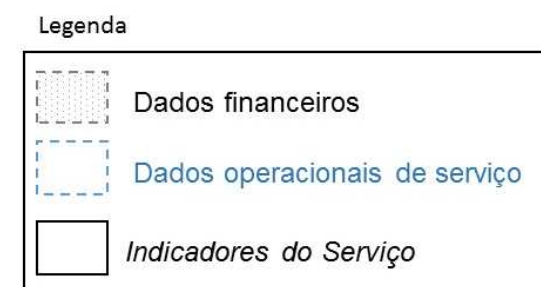 Legenda
Dados financeiros
Dados operacionais de serviço
Indicadores do Serviço